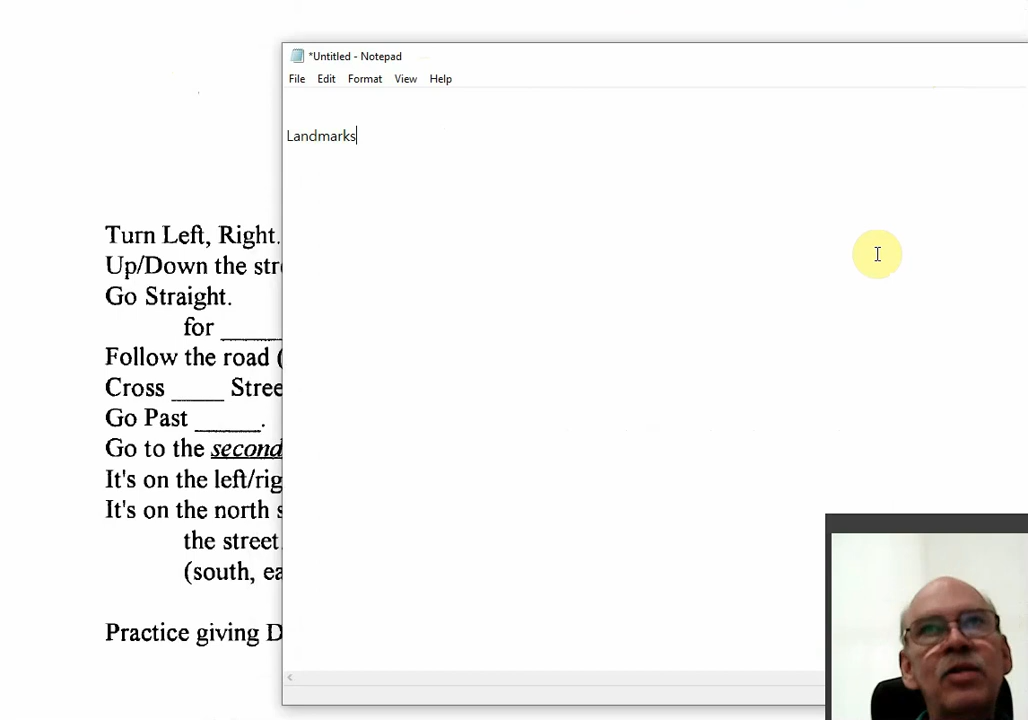 *Untitled - Notepad
File Edit Format View Help
Landmarks
Turn Left, Right.
Up/Down the
Go Straight.
for _____
Follow the road (
Cross ____ Stree
Go Past _____.
Go to the second
It's on the left/rig
It's on the north s
the street.
(south, ea
Practice giving D